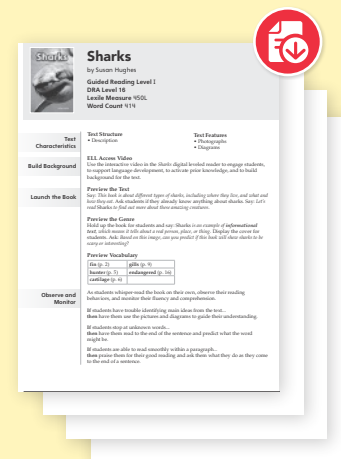 Sharks
Sharks
by Susan Hughes
Guided Reading Level I
DRA Level 16
Lexile Measure 450L
Word Count 414
Text
Characteristics
Text Structure
• Description
Text Features
• Photographs
• Diagrams
Build Background
ELL Access Video
Use the interactive video in the Sharks digital leveled reader to engage students,
to support language development, to activate prior knowledge, and to build
background for the text.
Launch the Book
Preview the Text
Say: This book is about different types of sharks, including where they live, and what and
how they eat. Ask students if they already know anything about sharks. Say: Let's
read Sharks to find out more about these amazing creatures.
Preview the Genre
Hold up the book for students and say: Sharks is an example of informational
text, which means it tells about a real person, place, or thing. Display the cover for
students. Ask: Based on this image, can you predict if this book will show sharks to be
scary or interesting?
Preview Vocabulary
fin (p. 2) gills (p. 9)
hunter (p. 5) endangered (p. 16)
cartilage (p. 6)
Observe and
Monitor
As students whisper-read the book on their own, observe their reading
behaviors, and monitor their fluency and comprehension.
If students have trouble identifying main ideas from the text...
then have them use the pictures and diagrams to guide their understanding.
If students stop at unknown words...
then have them read to the end of the sentence and predict what the word
might be.
If students are able to read smoothly within a paragraph...
then praise them for their good reading and ask them what they do as they come
to the end of a sentence.